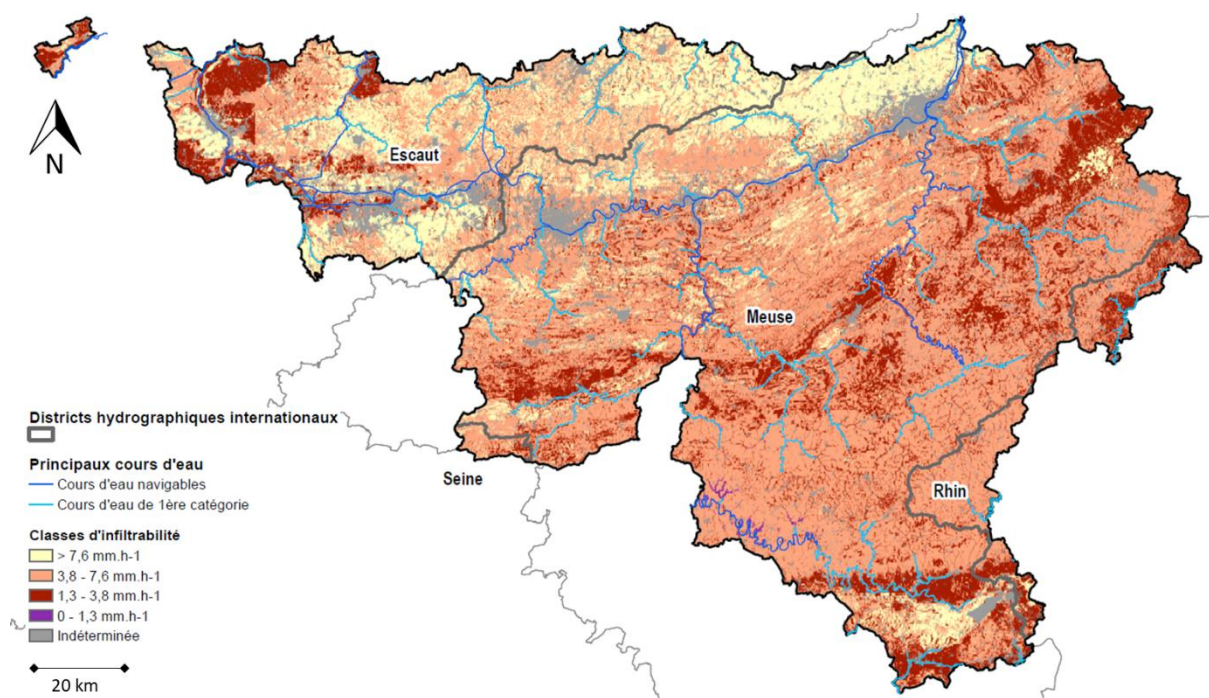 N
Escaut
Meuse
Districts hydrographiques internationaux
Principaux cours d'eau
Cours d'eau de navigables
Cours d'eau de 1ère catégorie
Seine
Rhin
Classes d'infiltrabilité
> 7,6 mm.h-1
3,8 - 7,6 mm.h-1
1,3 - 3,8 mm.h-1
0 - 1,3 mm.h-1
Indéterminée
20 km